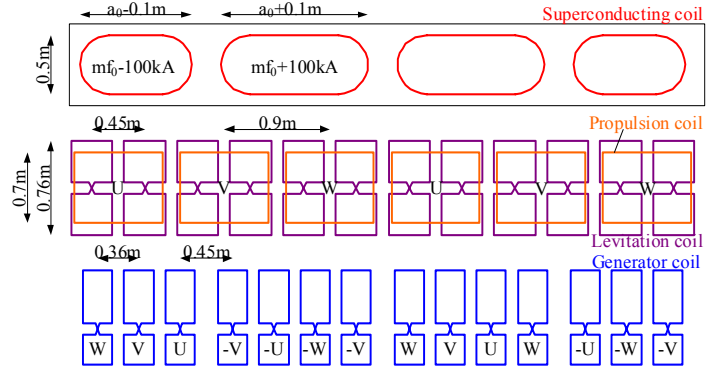 a₀-0.1m a₀+0.1m Superconducting coil
0.5m mf₀-100kA mf₀+100kA
0.45m 0.9m Propulsion coil
0.7m 0.76m U V W U V W
Levitation coil
0.36m 0.45m Generator coil
W V U -V -U -W -V W V U W -U -W -V